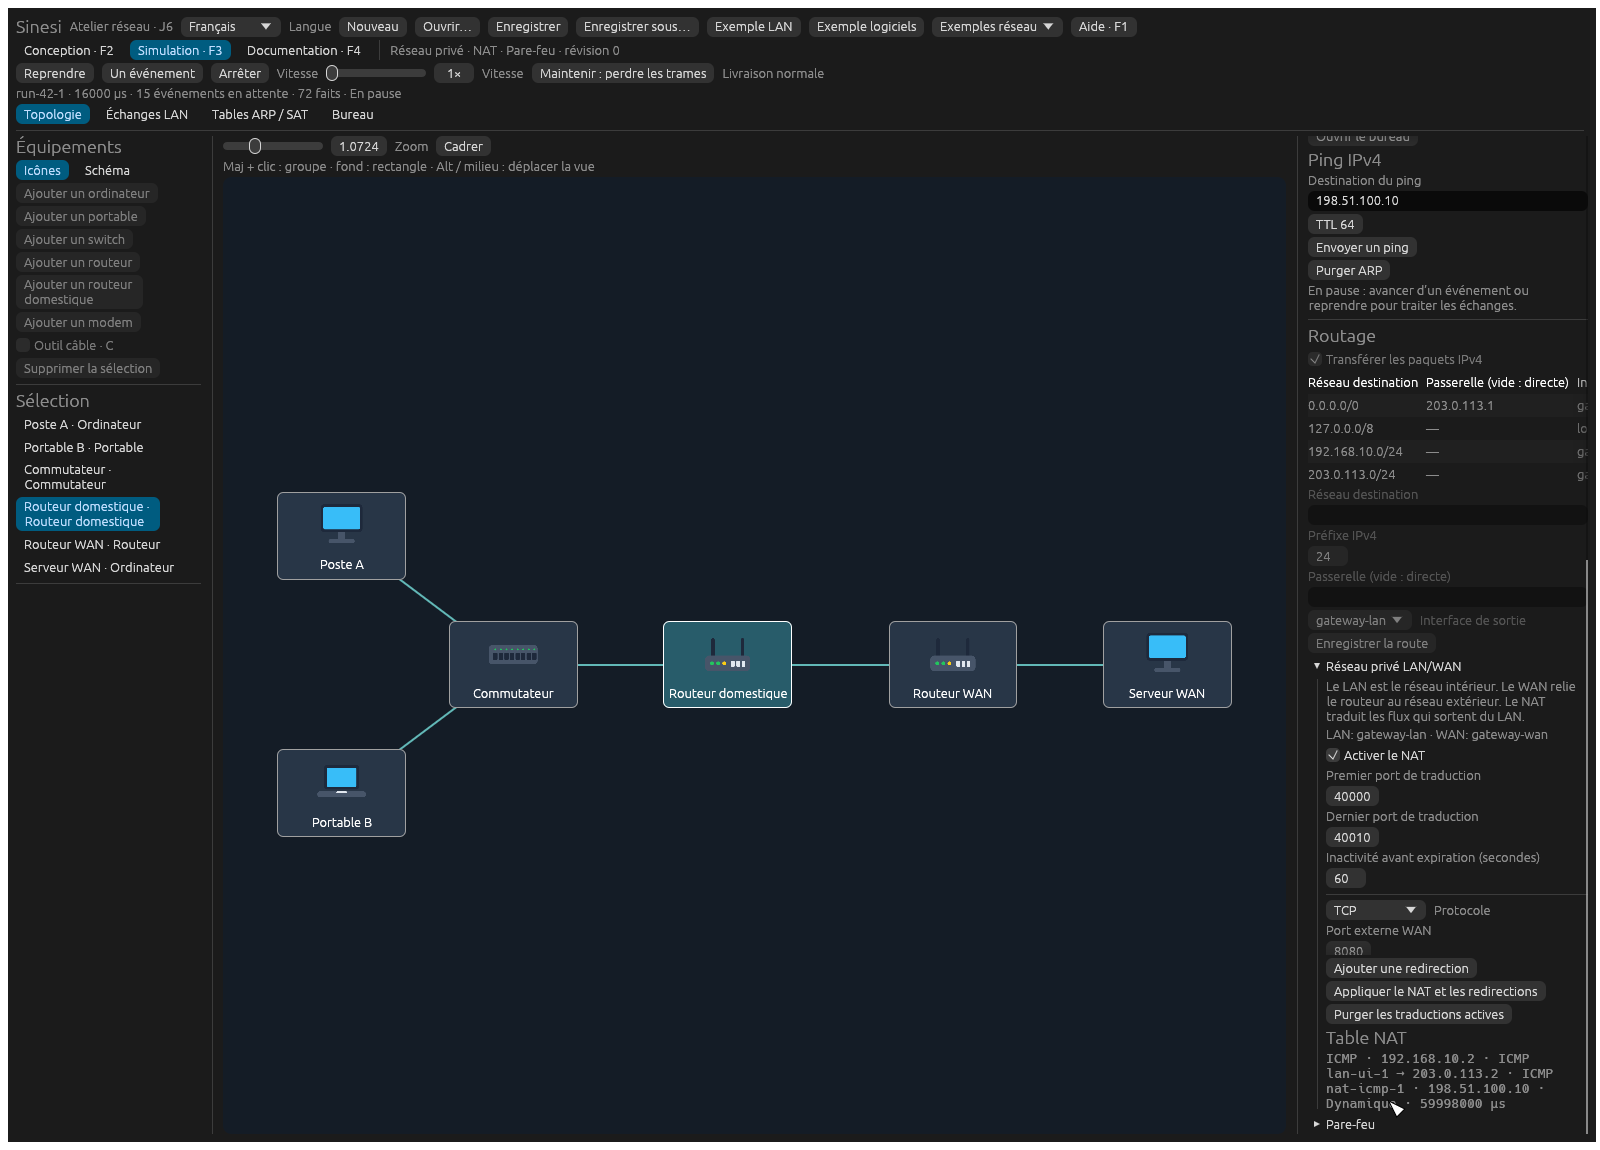 Sinesi Atelier réseau · J6 Français Langue Nouveau Ouvrir... Enregistrer Enregistrer sous... Exemple LAN Exemple logiciels Exemples réseau Aide · F1
Conception · F2 Simulation · F3 Documentation · F4 Réseau privé · NAT · Pare-feu · révision 0
Reprendre Un événement Arrêter Vitesse 1× Vitesse Maintenir : perdre les trames Livraison normale
run-42-1 · 16000 µs · 15 événements en attente · 72 faits · En pause
Topologie Échanges LAN Tables ARP / SAT Bureau
Équipements
Icônes Schéma
Ajouter un ordinateur
Ajouter un portable
Ajouter un switch
Ajouter un routeur
Ajouter un routeur
domestique
Ajouter un modem
Outil câble · C
Supprimer la sélection
Sélection
Poste A · Ordinateur
Portable B · Portable
Commutateur ·
Commutateur
Routeur domestique ·
Routeur domestique
Routeur WAN · Routeur
Serveur WAN · Ordinateur
1.0724 Zoom Cadrer
Maj + clic : groupe · fond : rectangle · Alt / milieu : déplacer la vue
Poste A
Commutateur
Routeur domestique
Routeur WAN
Serveur WAN
Portable B
Ouvrir le bureau
Ping IPv4
Destination du ping
198.51.100.10
TTL 64
Envoyer un ping
Purger ARP
En pause : avancer d’un événement ou
reprendre pour traiter les échanges.
Routage
Transférer les paquets IPv4
Réseau destination Passerelle (vide : directe) In
0.0.0.0/0 203.0.113.1 ga
127.0.0.0/8 — lo
192.168.10.0/24 — ga
203.0.113.0/24 — ga
Réseau destination
Préfixe IPv4
24
Passerelle (vide : directe)
gateway-lan Interface de sortie
Enregistrer la route
Réseau privé LAN/WAN
Le LAN est le réseau intérieur. Le WAN relie
le routeur au réseau extérieur. Le NAT
traduit les flux qui sortent du LAN.
LAN: gateway-lan · WAN: gateway-wan
Activer le NAT
Premier port de traduction
40000
Dernier port de traduction
40010
Inactivité avant expiration (secondes)
60
TCP Protocole
Port externe WAN
8080
Ajouter une redirection
Appliquer le NAT et les redirections
Purger les traductions actives
Table NAT
ICMP · 192.168.10.2 · ICMP
lan-ui-1 → 203.0.113.2 · ICMP
nat-icmp-1 · 198.51.100.10 ·
Dynamique · 59998000 µs
Pare-feu